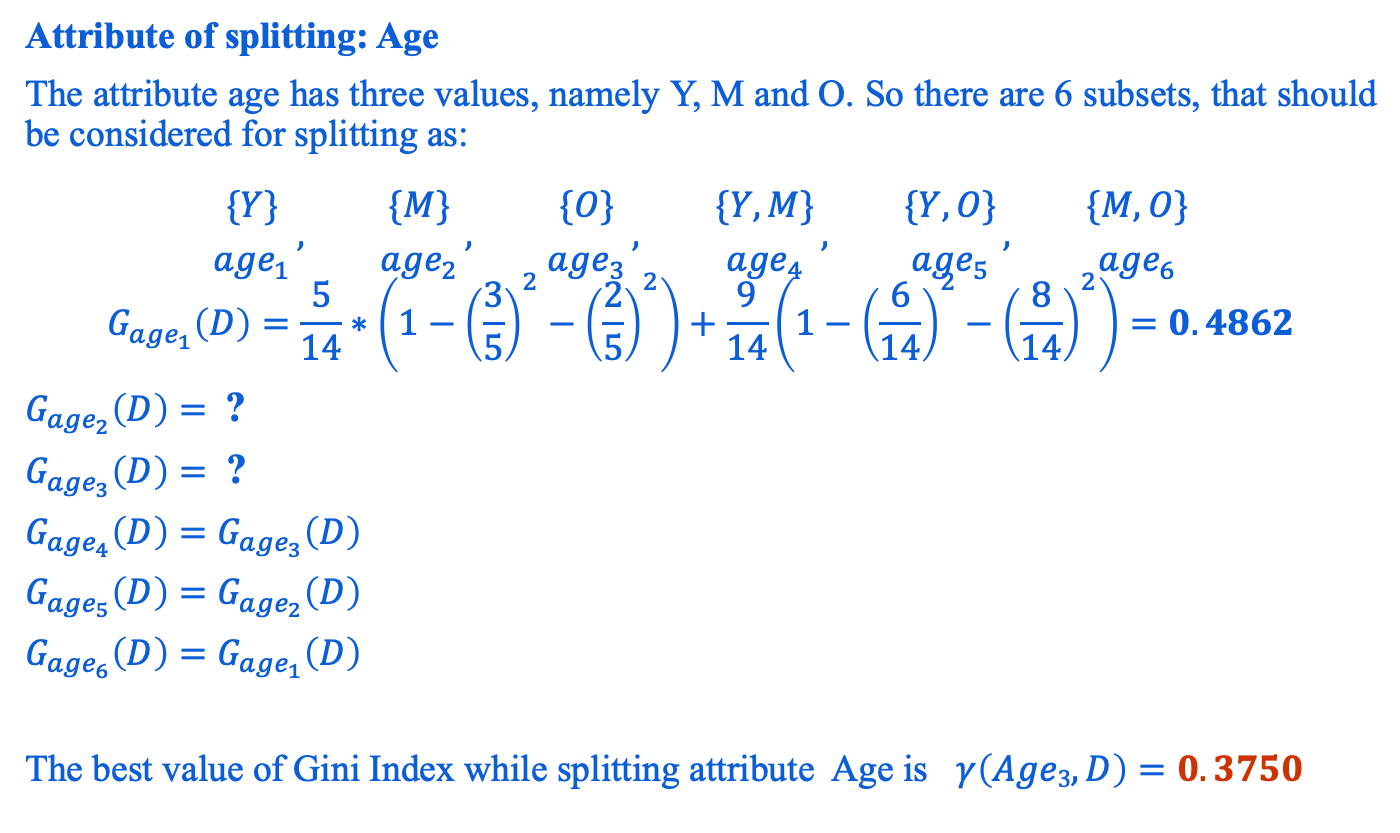 Attribute of splitting: Age
The attribute age has three values, namely Y, M and O. So there are 6 subsets, that should
be considered for splitting as:
{Y} {M} {O} {Y, M} {Y, O} {M, O}
age₁ , age₂ , age₃ , age₄ , age₅ , age₆
G_age₁(D) = 5/14 * (1 − (3/5)² − (2/5)²) + 9/14 (1 − (6/14)² − (8/14)²) = 0.4862
G_age₂(D) = ?
G_age₃(D) = ?
G_age₄(D) = G_age₃(D)
G_age₅(D) = G_age₂(D)
G_age₆(D) = G_age₁(D)
The best value of Gini Index while splitting attribute Age is γ(Age₃, D) = 0.3750